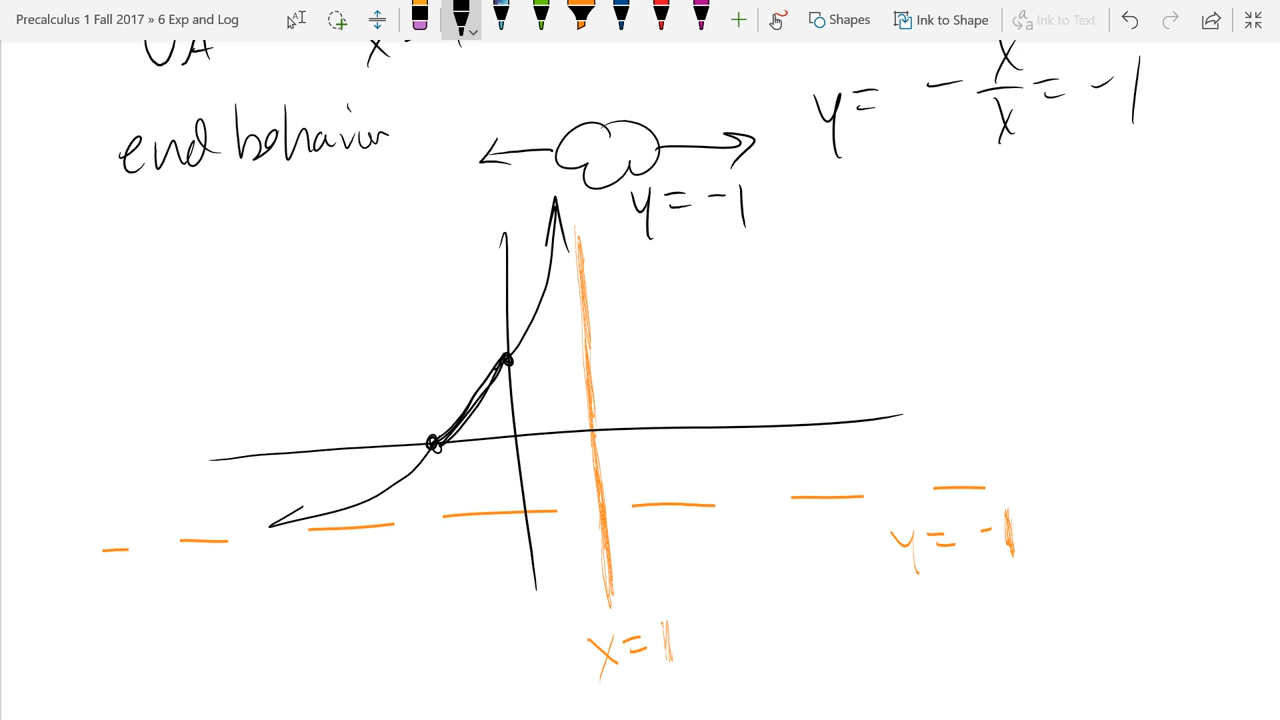 Precalculus 1 Fall 2017 » 6 Exp and Log
Shapes
Ink to Shape
Ink to Text
VA x =
y = - x/x = -1
end behavior
y = -1
y = -1
x = 1